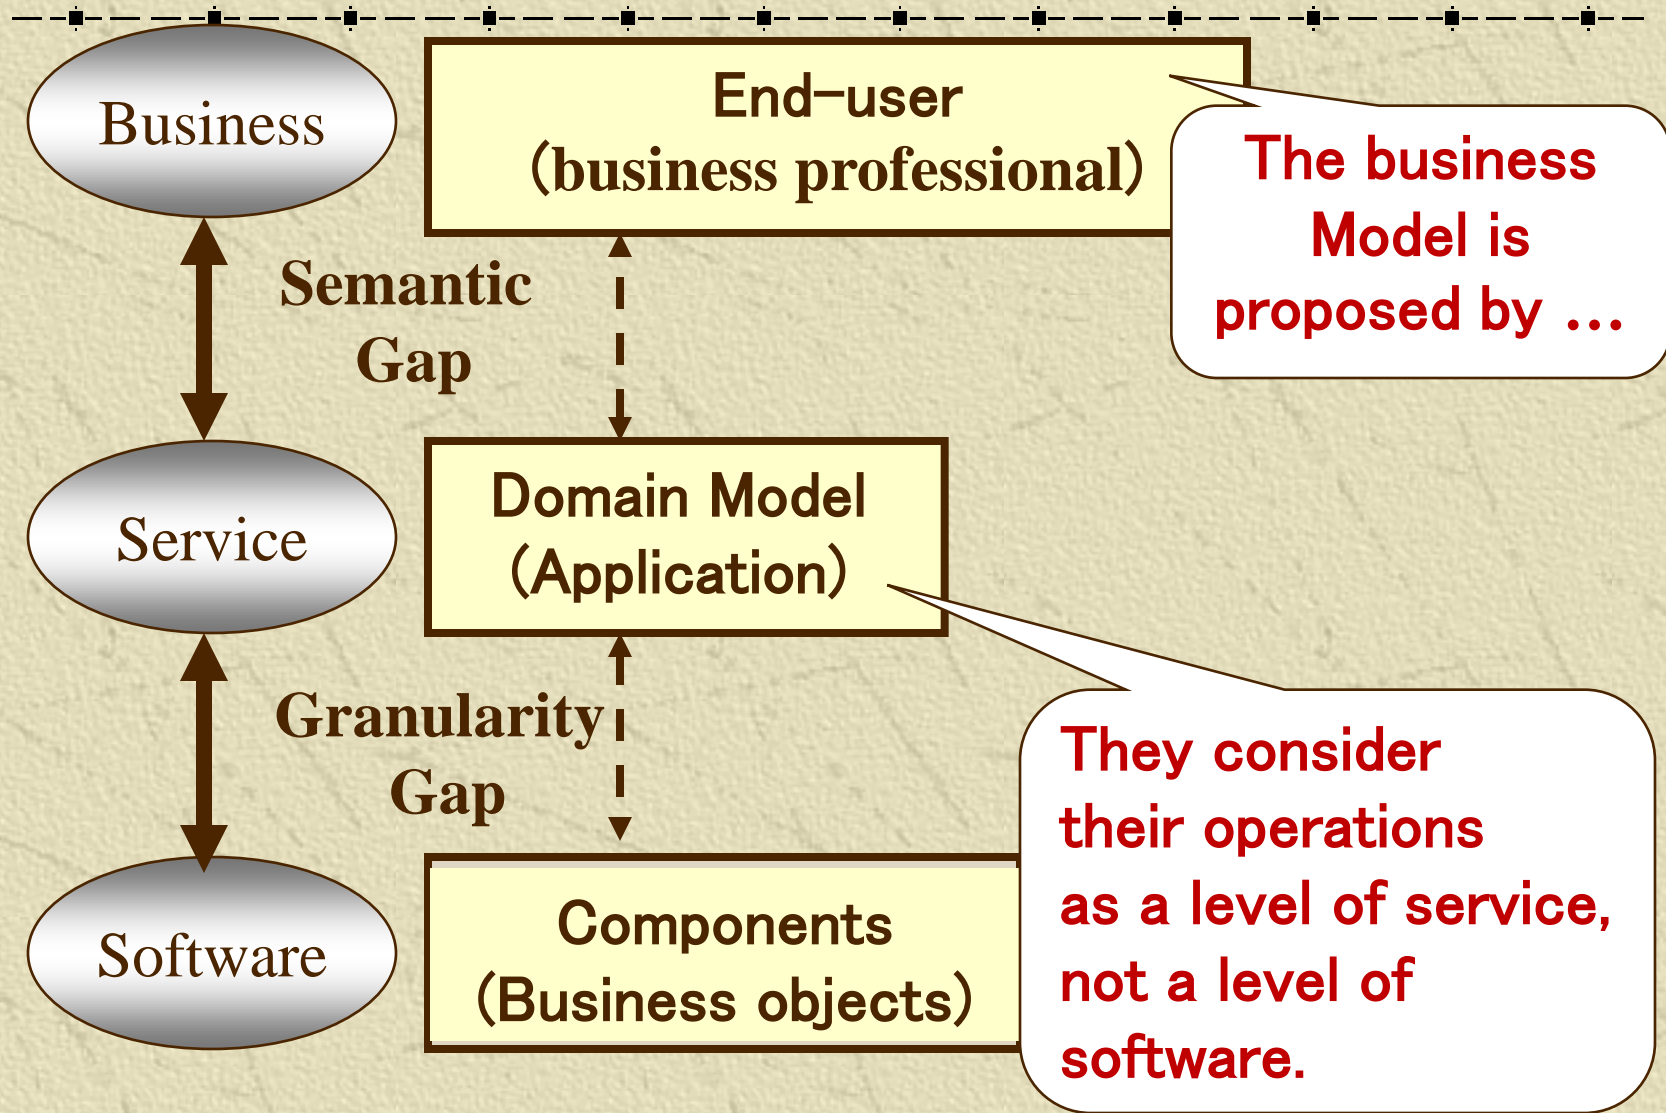 Business
End-user
(business professional)
The business
Model is
proposed by ...
Semantic
Gap
Service
Domain Model
(Application)
Granularity
Gap
They consider
their operations
as a level of service,
not a level of
software.
Software
Components
(Business objects)